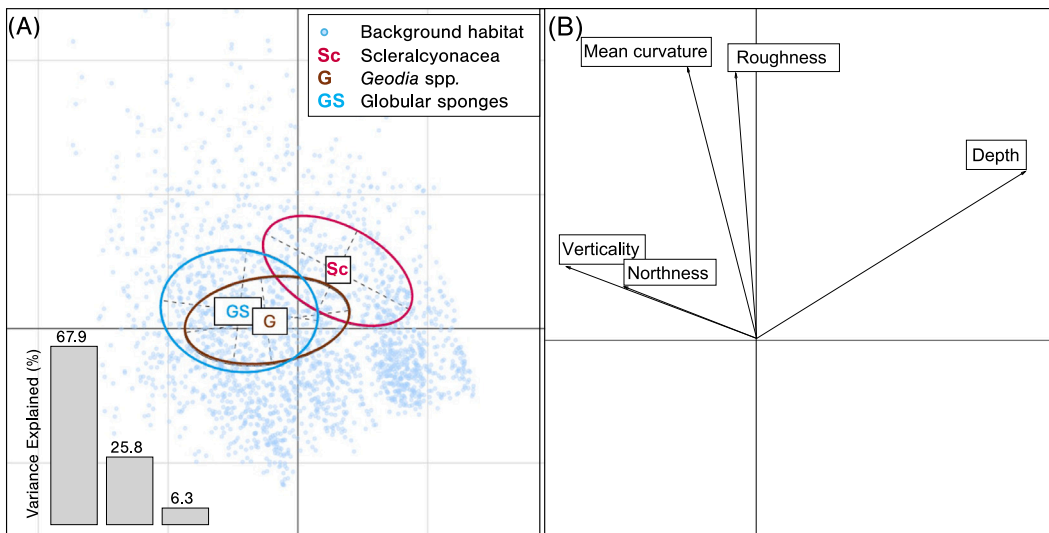 (A)
Background habitat
Sc Scleralcyonacea
G Geodia spp.
GS Globular sponges
Sc
GS
G
67.9
25.8
6.3
Variance Explained (%)
(B)
Mean curvature
Roughness
Depth
Verticality
Northness